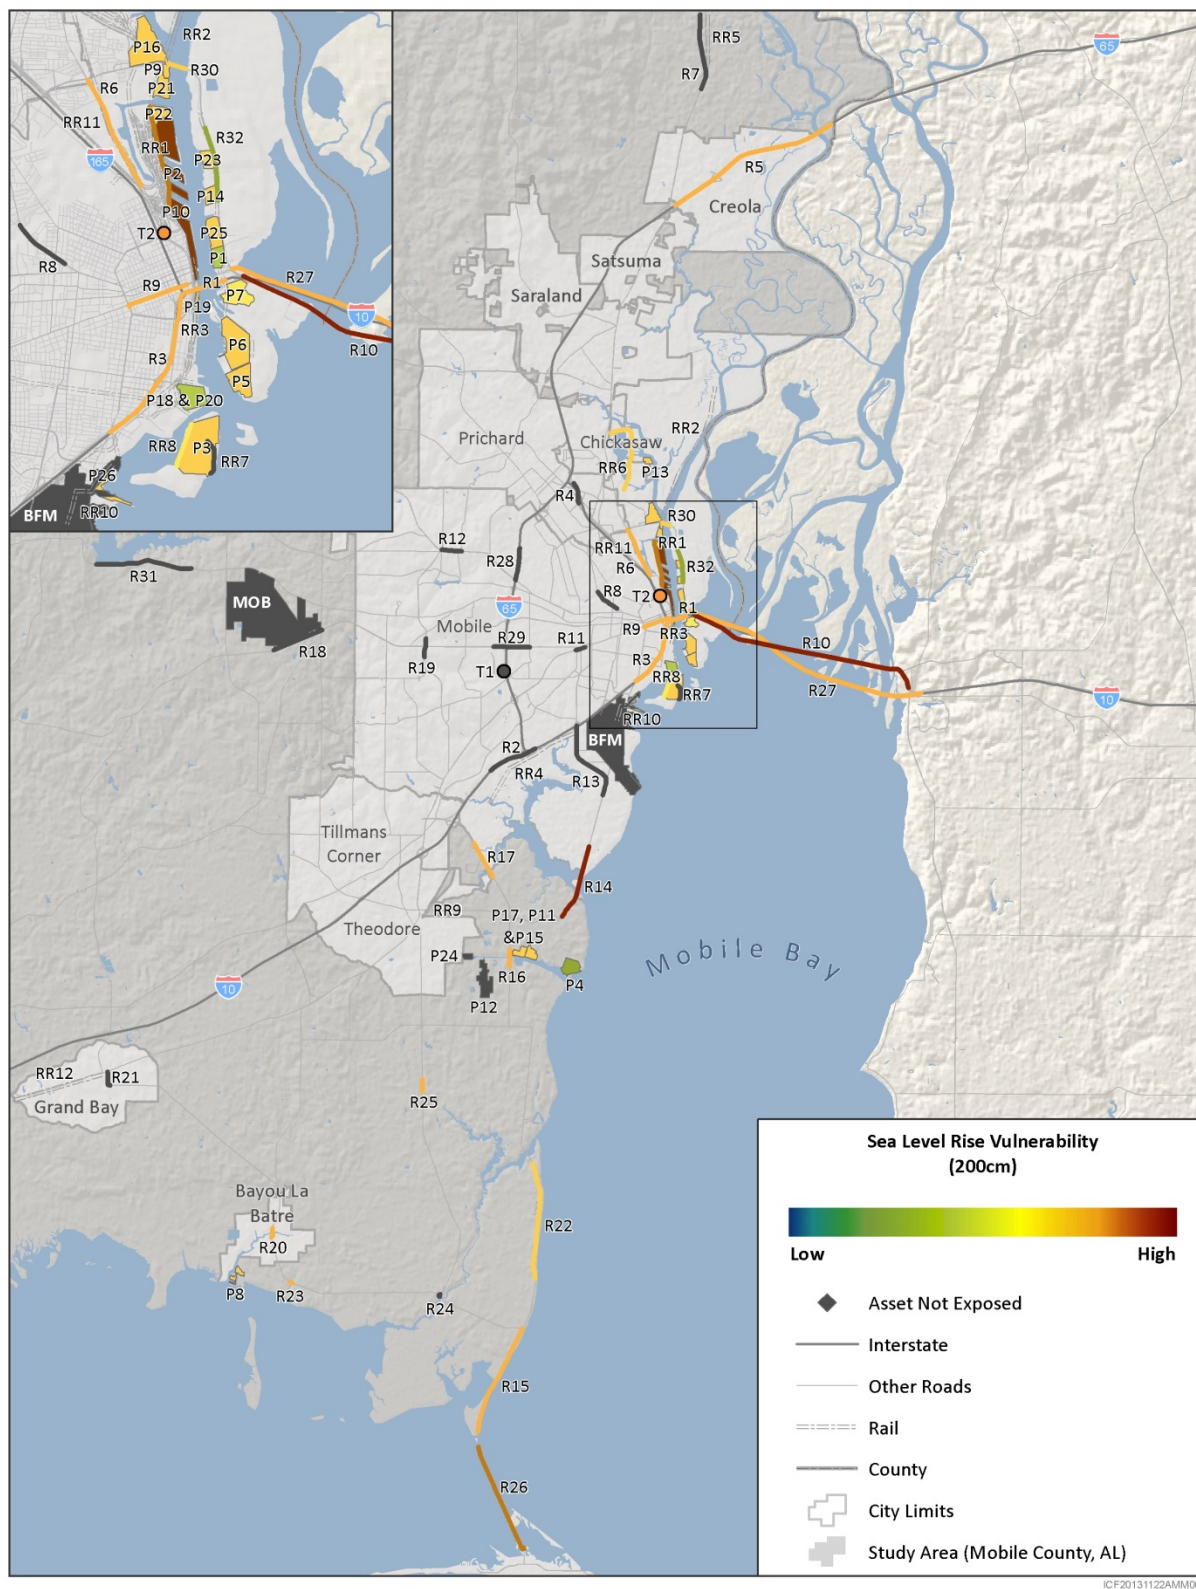 P16
RR2
P9
R30
R6
P21
P22
RR11
RR1
R32
165
P23
P2
P14
P10
T2
P25
R8
P1
R27
R9
R1
P7
P19
10
RR3
R10
P6
R3
P5
P18 & P20
RR8
P3
RR7
P26
BFM
RR10
RR5
R7
65
R5
Creola
Satsuma
Saraland
Prichard
RR2
Chickasaw
RR6
P13
R4
R30
R12
RR11
RR1
R28
R6
R32
R31
MOB
65
R8
T2
R1
Mobile
R9
RR3
R29
R11
R10
R18
R19
T1
R3
RR8
R27
RR7
10
RR10
BFM
R2
RR4
R13
Tillmans
Corner
R17
R14
RR9
P17, P11
&P15
Theodore
P24
R16
P4
P12
Mobile Bay
10
RR12
R21
Grand Bay
R25
Bayou La
Batre
R20
R22
P8
R23
R24
R15
R26
Sea Level Rise Vulnerability
(200cm)
Low
High
Asset Not Exposed
Interstate
Other Roads
Rail
County
City Limits
Study Area (Mobile County, AL)